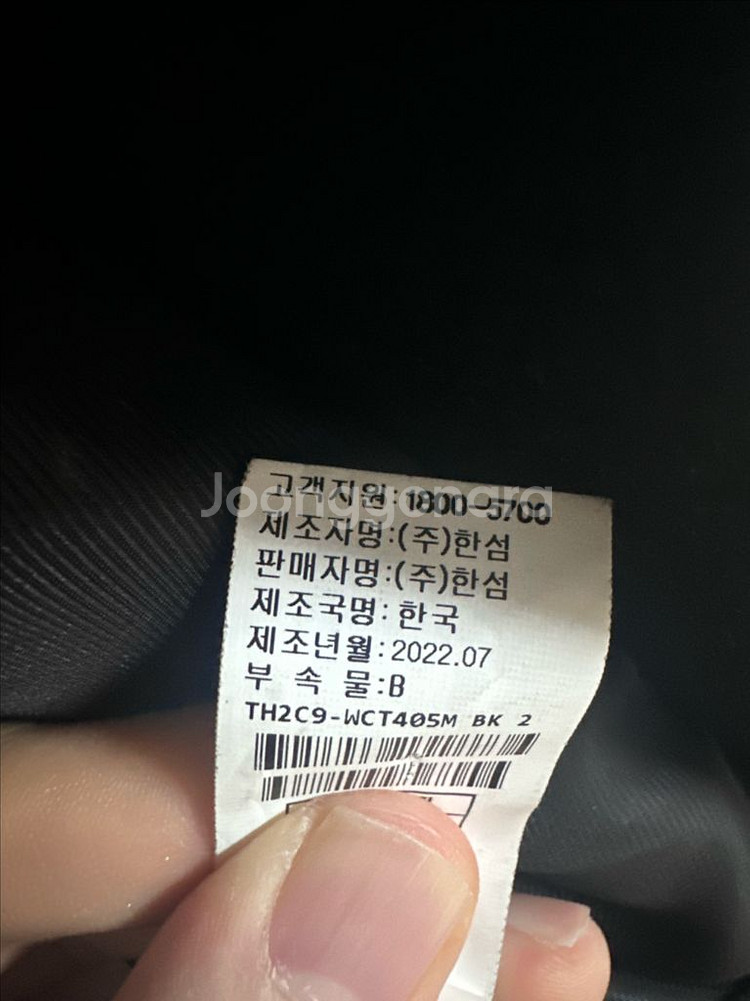 Joonggonara
고객지원:1800-5700
제조자명:(주)한섬
판매자명:(주)한섬
제조국명:한국
제조년월:2022.07
부 속 물:B
TH2C9-WCT405M BK 2